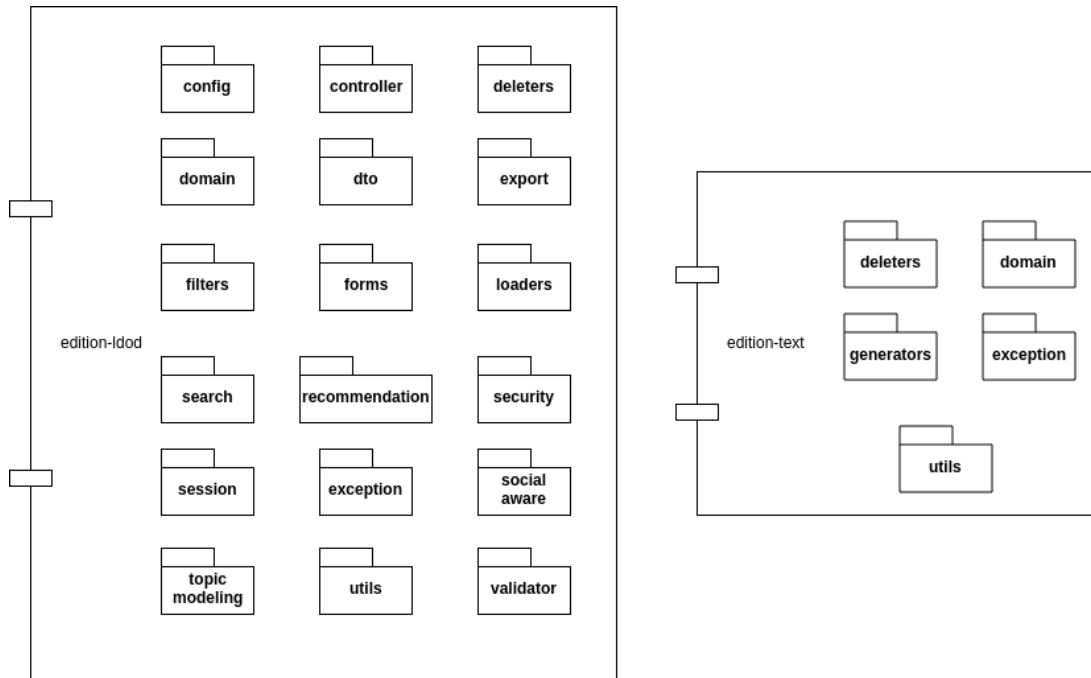 config
controller
deleters
domain
dto
export
filters
forms
loaders
edition-ldod
search
recommendation
security
session
exception
social
aware
topic
modeling
utils
validator
deleters
domain
edition-text
generators
exception
utils